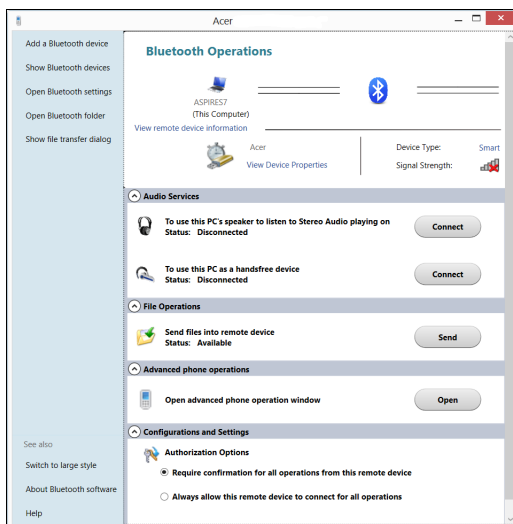 Acer
Add a Bluetooth device
Show Bluetooth devices
Open Bluetooth settings
Open Bluetooth folder
Show file transfer dialog
Bluetooth Operations
ASPIRES7
(This Computer)
View remote device information
Acer
View Device Properties
Device Type: Smart
Signal Strength:
Audio Services
To use this PC's speaker to listen to Stereo Audio playing on
Status: Disconnected
Connect
To use this PC as a handsfree device
Status: Disconnected
Connect
File Operations
Send files into remote device
Status: Available
Send
Advanced phone operations
Open advanced phone operation window
Open
Configurations and Settings
Authorization Options
Require confirmation for all operations from this remote device
Always allow this remote device to connect for all operations
See also
Switch to large style
About Bluetooth software
Help